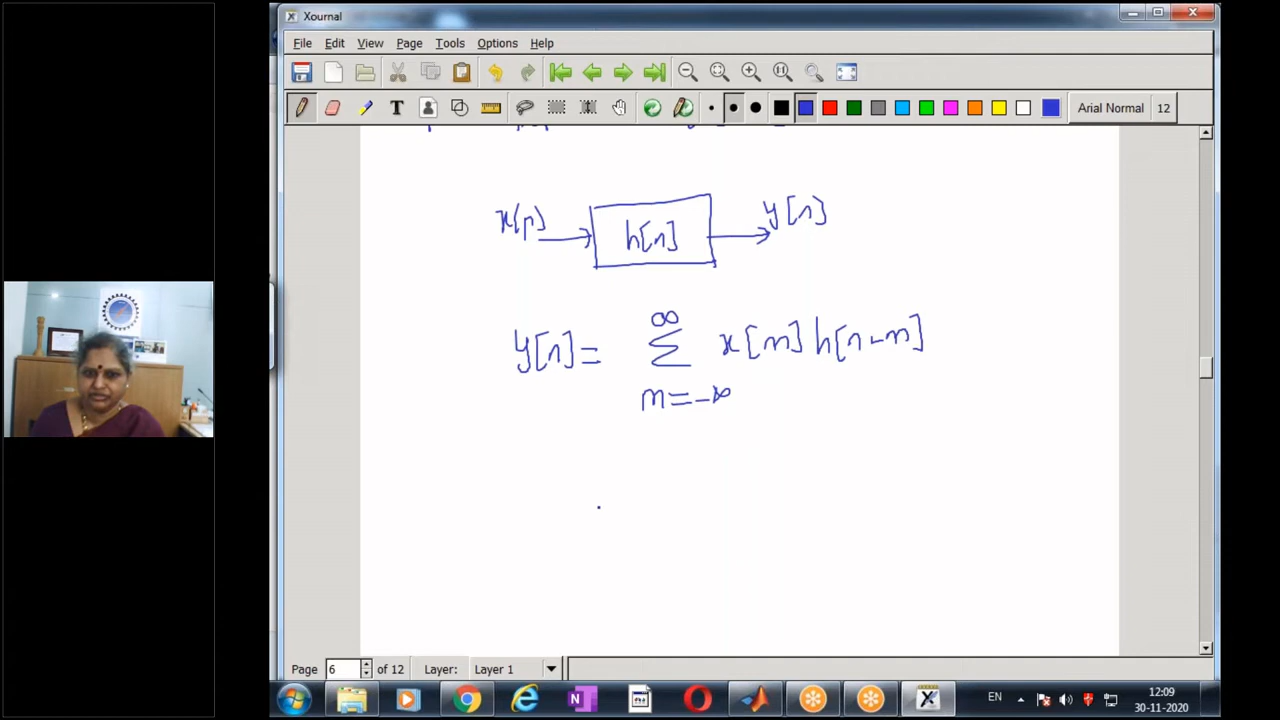 Xournal
File Edit View Page Tools Options Help
Arial Normal 12
h[n] y[n]
y[n] = ∞ Σ m=-∞ x[m] h[n-m]
Page 6 of 12 Layer: Layer 1
EN 12:09
30-11-2020